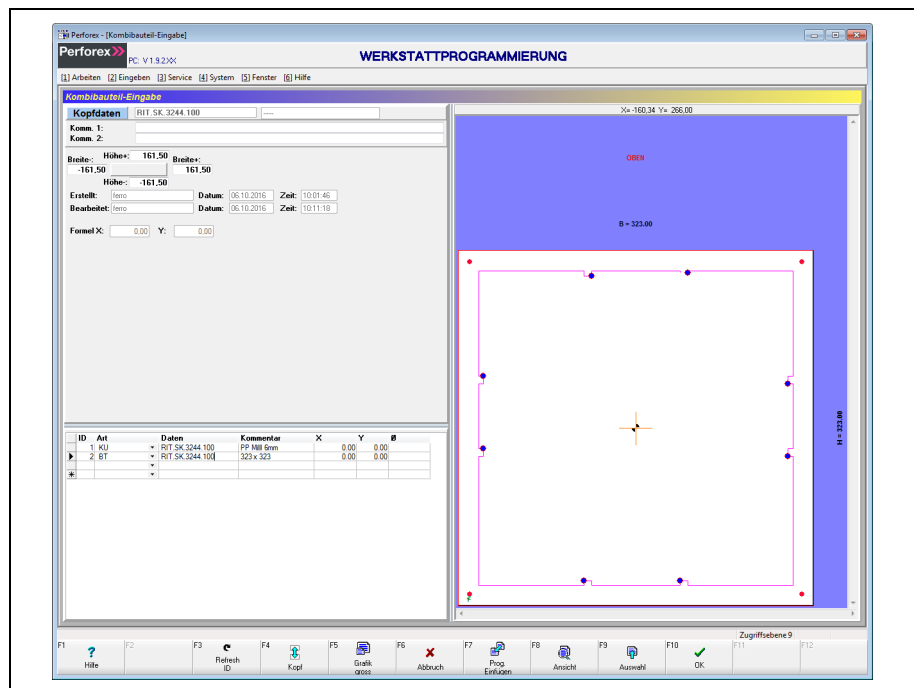 Perforex - [Kombibauteil-Eingabe]
Perforex
PC: V 1.9.2XX
WERKSTATTPROGRAMMIERUNG
[1] Arbeiten [2] Eingeben [3] Service [4] System [5] Fenster [6] Hilfe
Kombibauteil-Eingabe
Kopfdaten RIT.SK.3244.100 ----
Komm. 1:
Komm. 2:
Breite-: Höhe+: 161,50 Breite+:
-161,50 161,50
Höhe-: -161,50
Erstellt: ferro Datum: 06.10.2016 Zeit: 10:01:46
Bearbeitet: ferro Datum: 06.10.2016 Zeit: 10:11:18
Formel X: 0,00 Y: 0,00
X= -160,34 Y= 266,00
OBEN
B = 323.00
H = 323.00
ID Art Daten Kommentar X Y Ø
1 KU RIT.SK.3244.100 PP Mill 6mm 0.00 0.00
2 BT RIT.SK.3244.100 323 x 323 0.00 0.00
Zugriffsebene 9
F1 Hilfe
F2
F3 Refresh ID
F4 Kopf
F5 Grafik gross
F6 Abbruch
F7 Prog. Einfügen
F8 Ansicht
F9 Auswahl
F10 OK
F11
F12